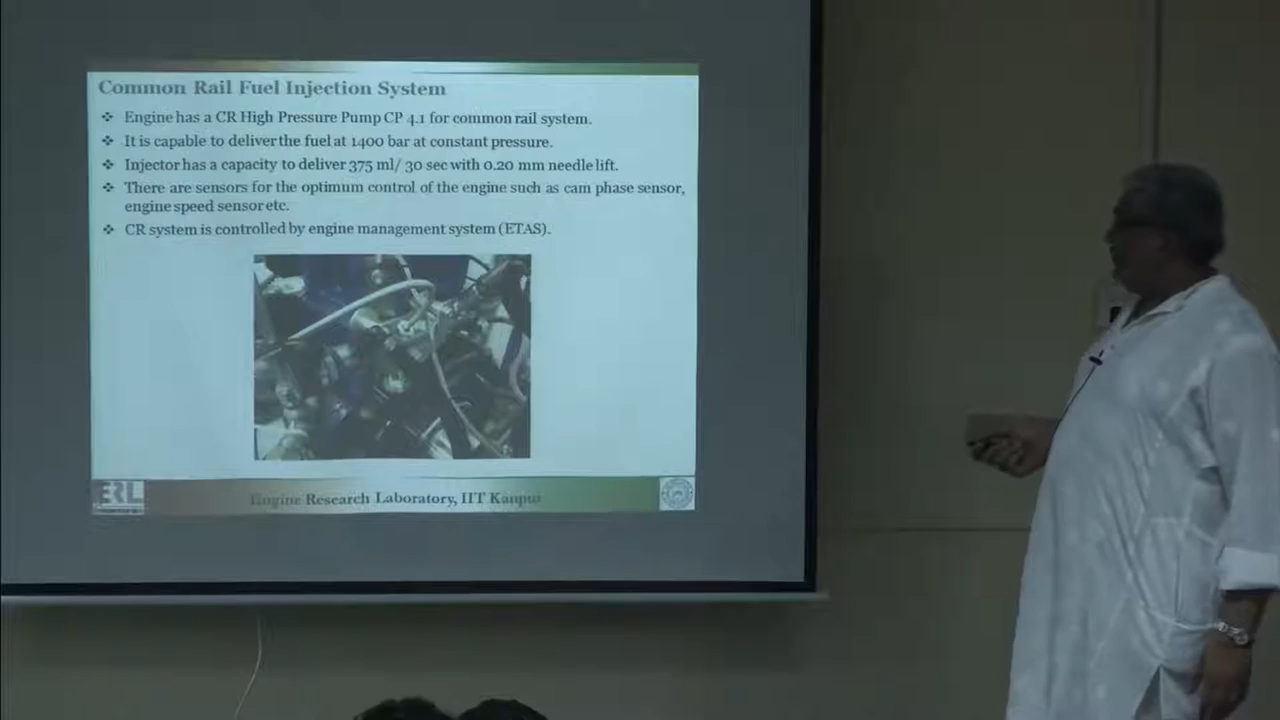 Common Rail Fuel Injection System
❖ Engine has a CR High Pressure Pump CP 4.1 for common rail system.
❖ It is capable to deliver the fuel at 1400 bar at constant pressure.
❖ Injector has a capacity to deliver 375 ml/ 30 sec with 0.20 mm needle lift.
❖ There are sensors for the optimum control of the engine such as cam phase sensor,
engine speed sensor etc.
❖ CR system is controlled by engine management system (ETAS).
ERL
Engine Research Laboratory, IIT Kanpur